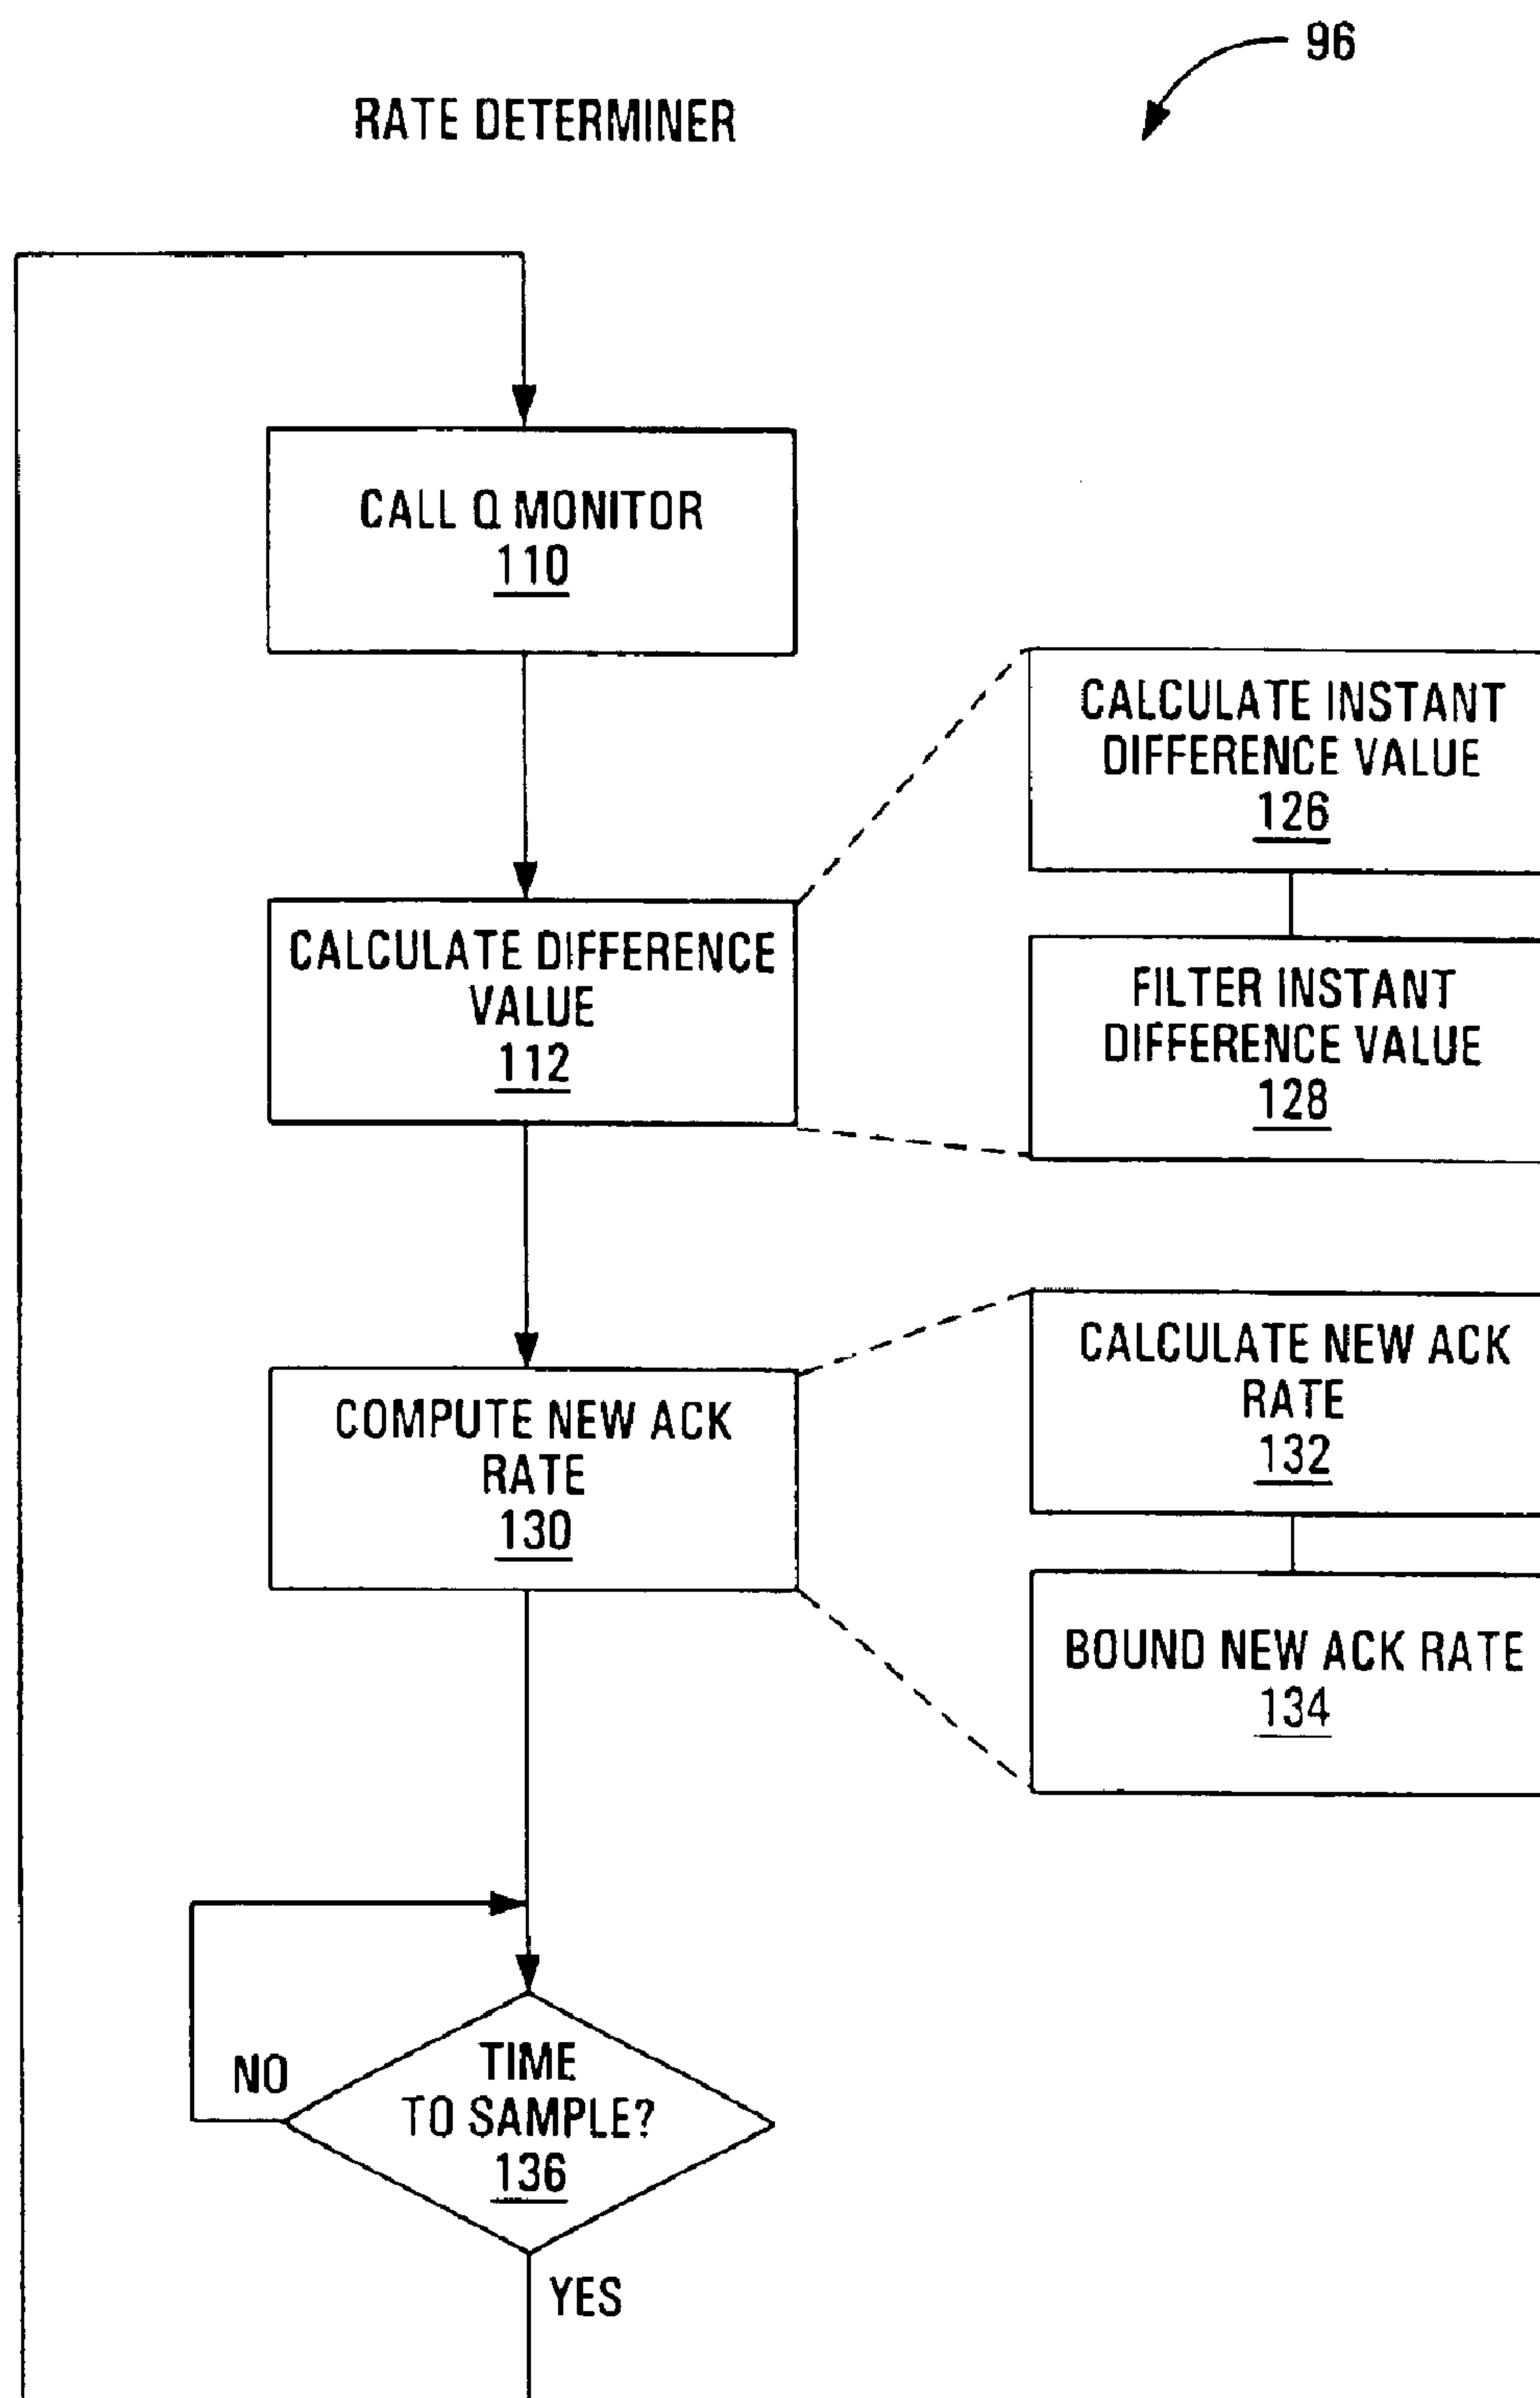 96
RATE DETERMINER
CALL Q MONITOR
110
CALCULATE INSTANT
DIFFERENCE VALUE
126
CALCULATE DIFFERENCE
VALUE
112
FILTER INSTANT
DIFFERENCE VALUE
128
COMPUTE NEW ACK
RATE
130
CALCULATE NEW ACK
RATE
132
BOUND NEW ACK RATE
134
NO
TIME
TO SAMPLE?
136
YES